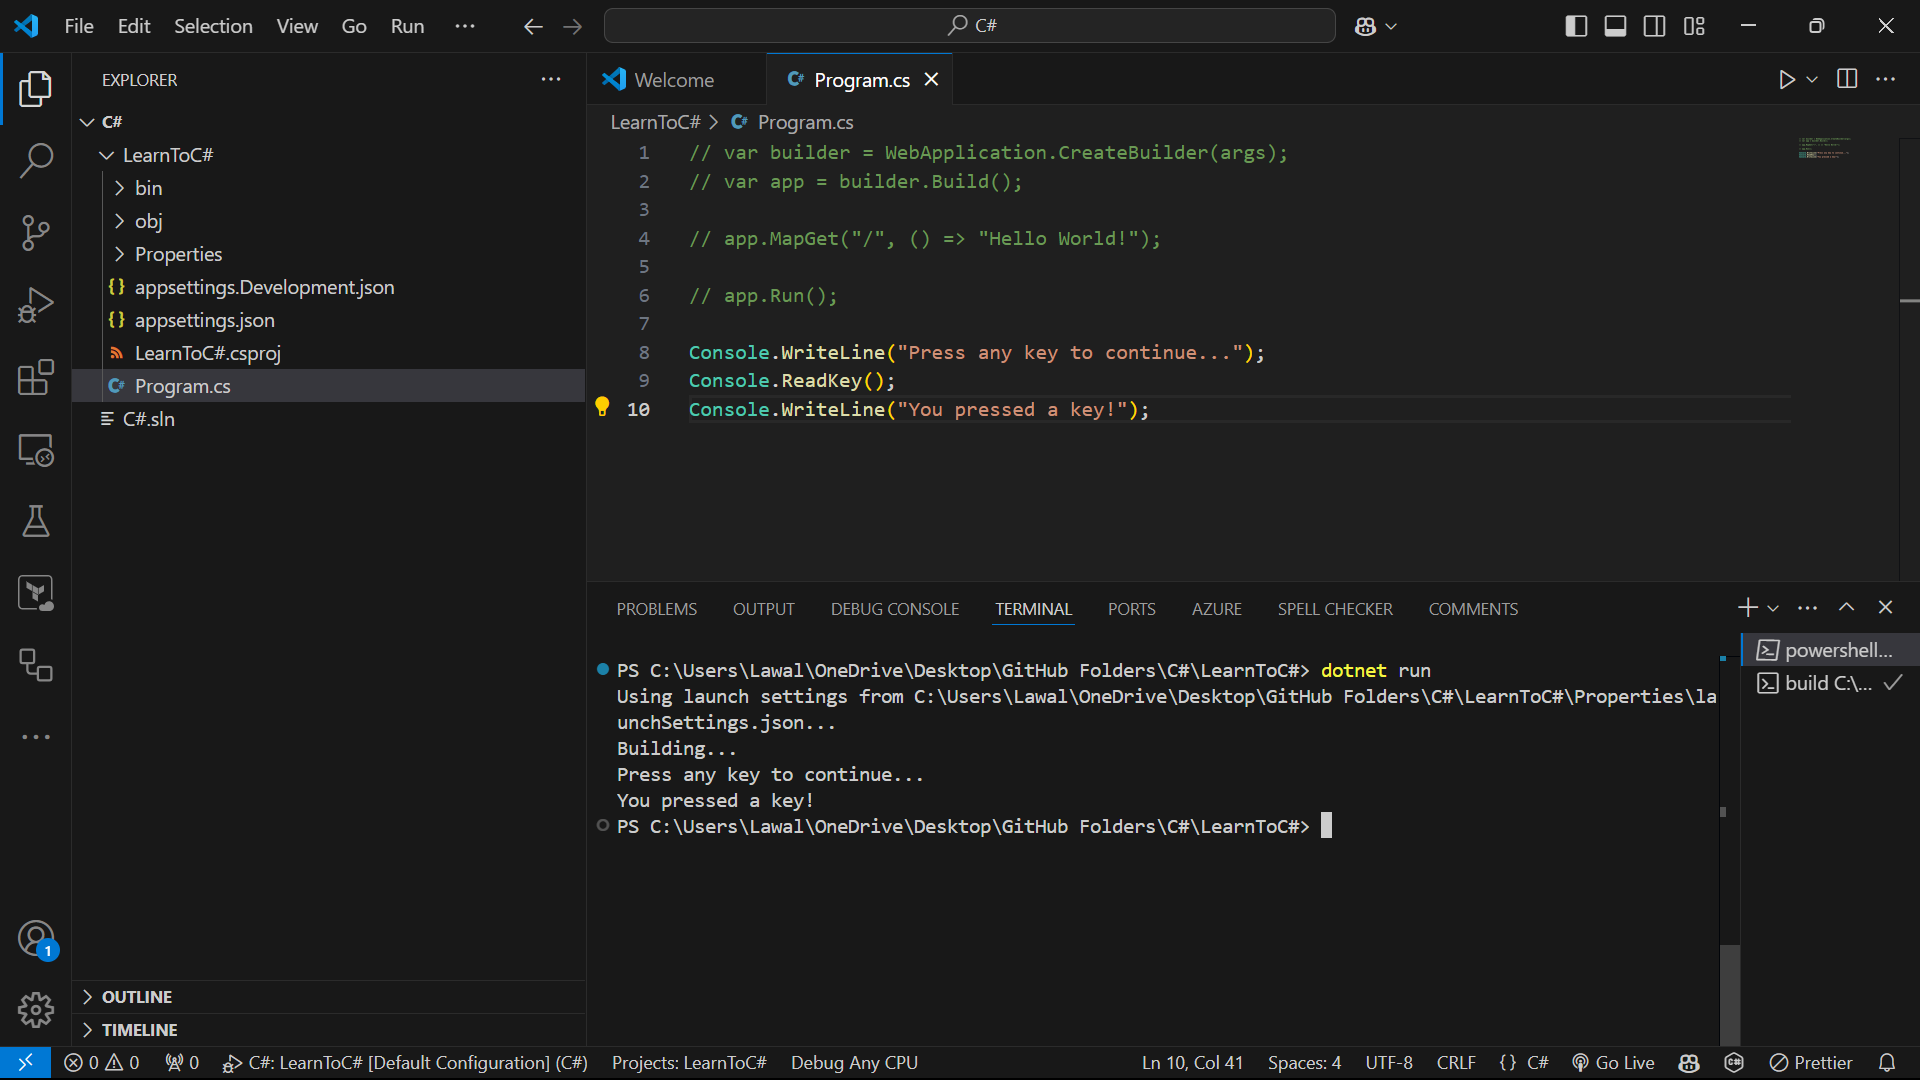 File Edit Selection View Go Run ···
C#
EXPLORER
C#
LearnToC#
bin
obj
Properties
{} appsettings.Development.json
{} appsettings.json
LearnToC#.csproj
C# Program.cs
C#.sln
OUTLINE
TIMELINE
Welcome
C# Program.cs
LearnToC# > C# Program.cs
1 // var builder = WebApplication.CreateBuilder(args);
2 // var app = builder.Build();
3
4 // app.MapGet("/", () => "Hello World!");
5
6 // app.Run();
7
8 Console.WriteLine("Press any key to continue...");
9 Console.ReadKey();
10 Console.WriteLine("You pressed a key!");
PROBLEMS OUTPUT DEBUG CONSOLE TERMINAL PORTS AZURE SPELL CHECKER COMMENTS
PS C:\Users\Lawal\OneDrive\Desktop\GitHub Folders\C#\LearnToC#> dotnet run
Using launch settings from C:\Users\Lawal\OneDrive\Desktop\GitHub Folders\C#\LearnToC#\Properties\la
unchSettings.json...
Building...
Press any key to continue...
You pressed a key!
PS C:\Users\Lawal\OneDrive\Desktop\GitHub Folders\C#\LearnToC#>
powershell...
build C:\...
1
0 0 0 C#: LearnToC# [Default Configuration] (C#) Projects: LearnToC# Debug Any CPU Ln 10, Col 41 Spaces: 4 UTF-8 CRLF {} C# Go Live Prettier